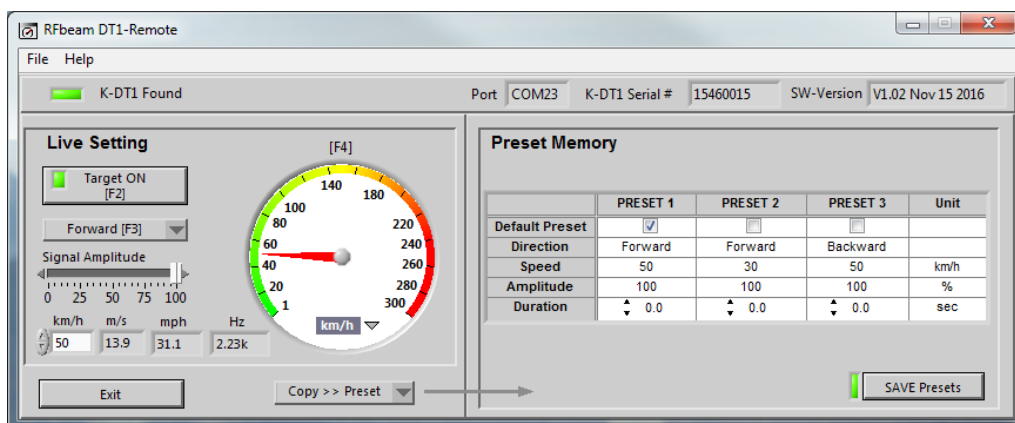 RFbeam DT1-Remote
File Help
K-DT1 Found
Port COM23 K-DT1 Serial # 15460015 SW-Version V1.02 Nov 15 2016
Live Setting
Target ON
[F2]
Forward [F3]
Signal Amplitude
0 25 50 75 100
km/h m/s mph Hz
50 13.9 31.1 2.23k
[F4]
1 20 40 60 80 100 140 180 220 240 260 280 300
km/h
Exit
Copy >> Preset
Preset Memory
PRESET 1 PRESET 2 PRESET 3 Unit
Default Preset
Direction Forward Forward Backward
Speed 50 30 50 km/h
Amplitude 100 100 100 %
Duration 0.0 0.0 0.0 sec
SAVE Presets